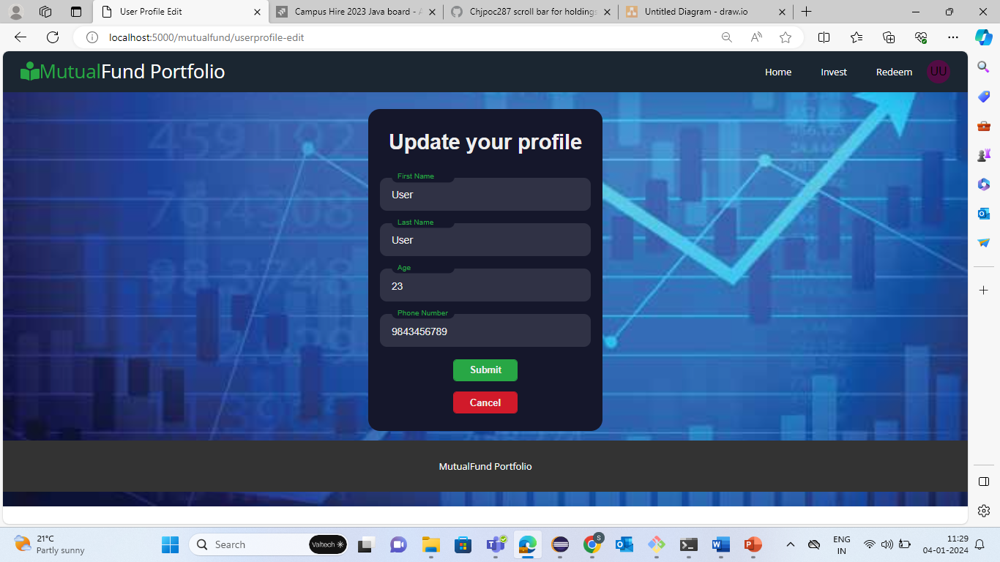 User Profile Edit
Campus Hire 2023 Java board - A
Chjpoc287 scroll bar for holdings
Untitled Diagram - draw.io
localhost:5000/mutualfund/userprofile-edit
MutualFund Portfolio
Home
Invest
Redeem
UU
Update your profile
First Name
User
Last Name
User
Age
23
Phone Number
9843456789
Submit
Cancel
MutualFund Portfolio
21°C
Partly sunny
Search
Valtech
S
ENG
IN
11:29
04-01-2024